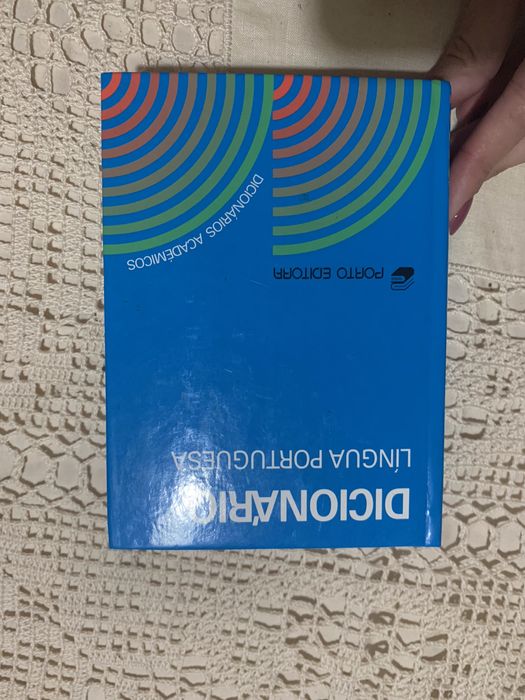 DICIONÁRIO
LÍNGUA PORTUGUESA
PORTO EDITORA
DICIONÁRIOS ACADÉMICOS